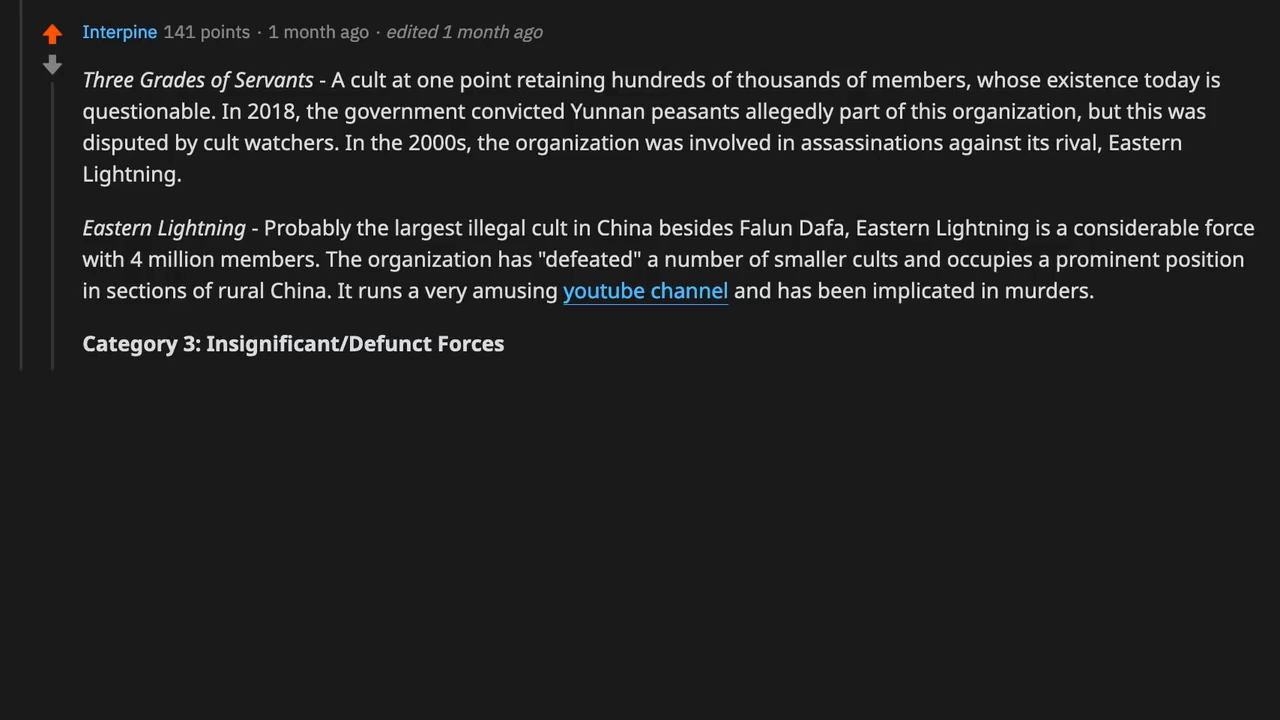 Interpine 141 points · 1 month ago · edited 1 month ago
Three Grades of Servants - A cult at one point retaining hundreds of thousands of members, whose existence today is
questionable. In 2018, the government convicted Yunnan peasants allegedly part of this organization, but this was
disputed by cult watchers. In the 2000s, the organization was involved in assassinations against its rival, Eastern
Lightning.
Eastern Lightning - Probably the largest illegal cult in China besides Falun Dafa, Eastern Lightning is a considerable force
with 4 million members. The organization has "defeated" a number of smaller cults and occupies a prominent position
in sections of rural China. It runs a very amusing youtube channel and has been implicated in murders.
Category 3: Insignificant/Defunct Forces